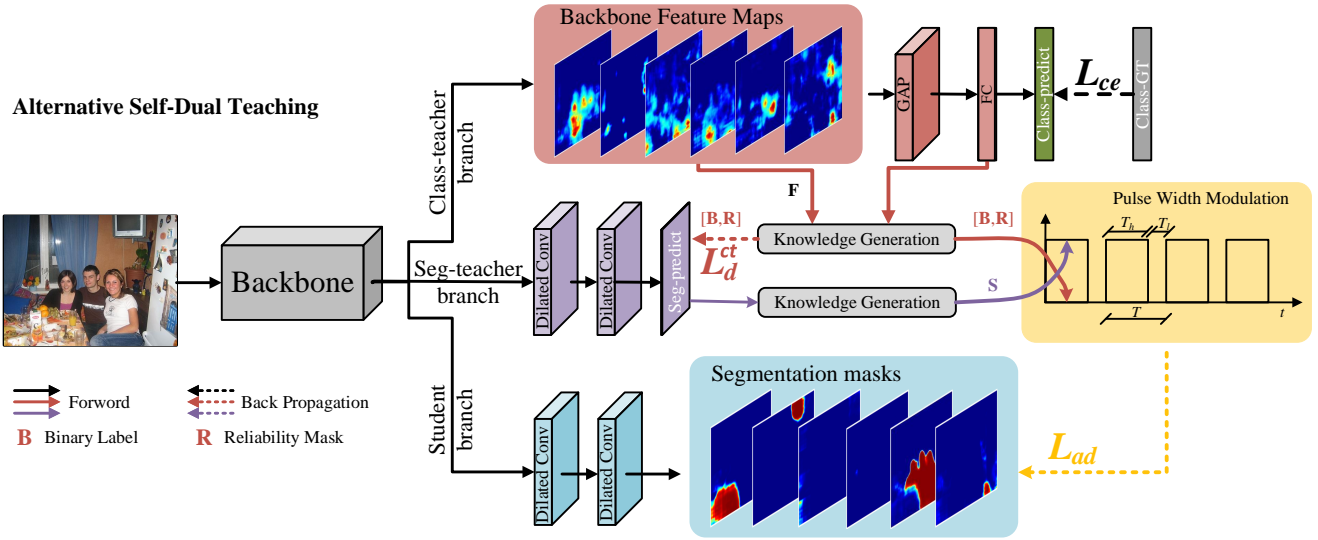 Backbone Feature Maps
Alternative Self-Dual Teaching
Class-teacher
branch
GAP
FC
Class-predict
L_ce
Class-GT
F
Pulse Width Modulation
[B,R]
Knowledge Generation
[B,R]
T_h
T_l
L_d^ct
Backbone
Seg-teacher
branch
Dilated Conv
Dilated Conv
Seg-predict
Knowledge Generation
S
T
t
Segmentation masks
Student
branch
Forword
Back Propagation
B Binary Label
R Reliability Mask
Dilated Conv
Dilated Conv
L_ad